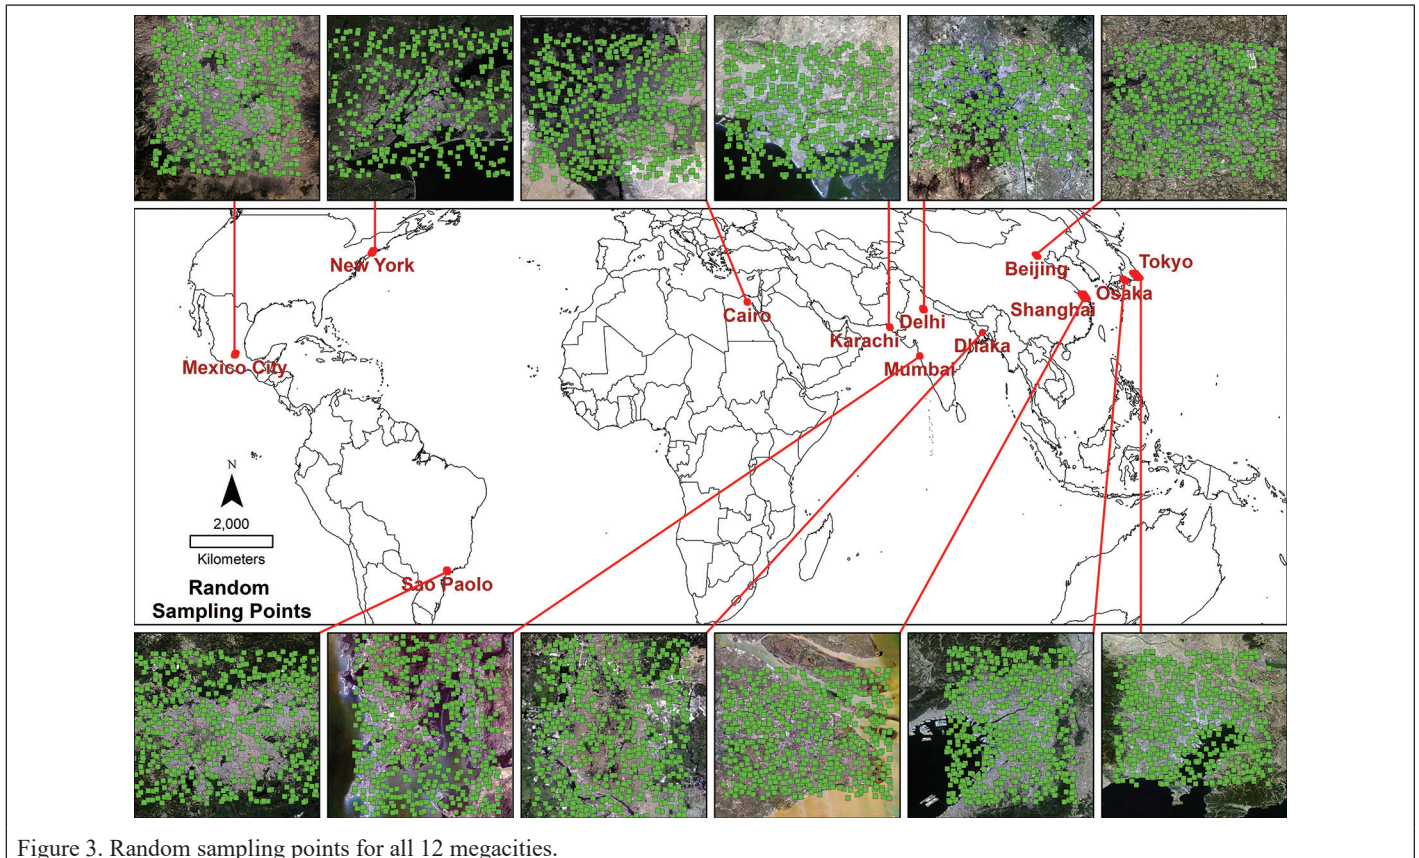 New York
Mexico City
Cairo
Karachi
Delhi
Mumbai
Dhaka
Beijing
Shanghai
Osaka
Tokyo
Sao Paolo
N
2,000
Kilometers
Random
Sampling Points
Figure 3. Random sampling points for all 12 megacities.